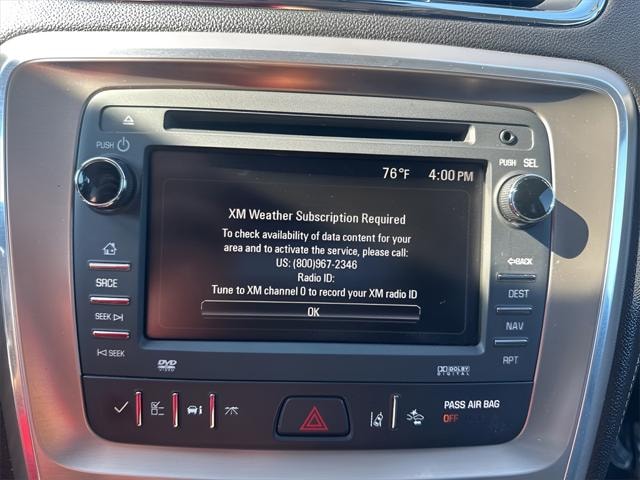 PUSH
PUSH SEL
76°F 4:00 PM
XM Weather Subscription Required
To check availability of data content for your
area and to activate the service, please call:
US: (800)967-2346
Radio ID:
Tune to XM channel 0 to record your XM radio ID
OK
SRCE
SEEK
SEEK
BACK
DEST
NAV
RPT
DVD
VIDEO
DOLBY
DIGITAL
PASS AIR BAG
OFF